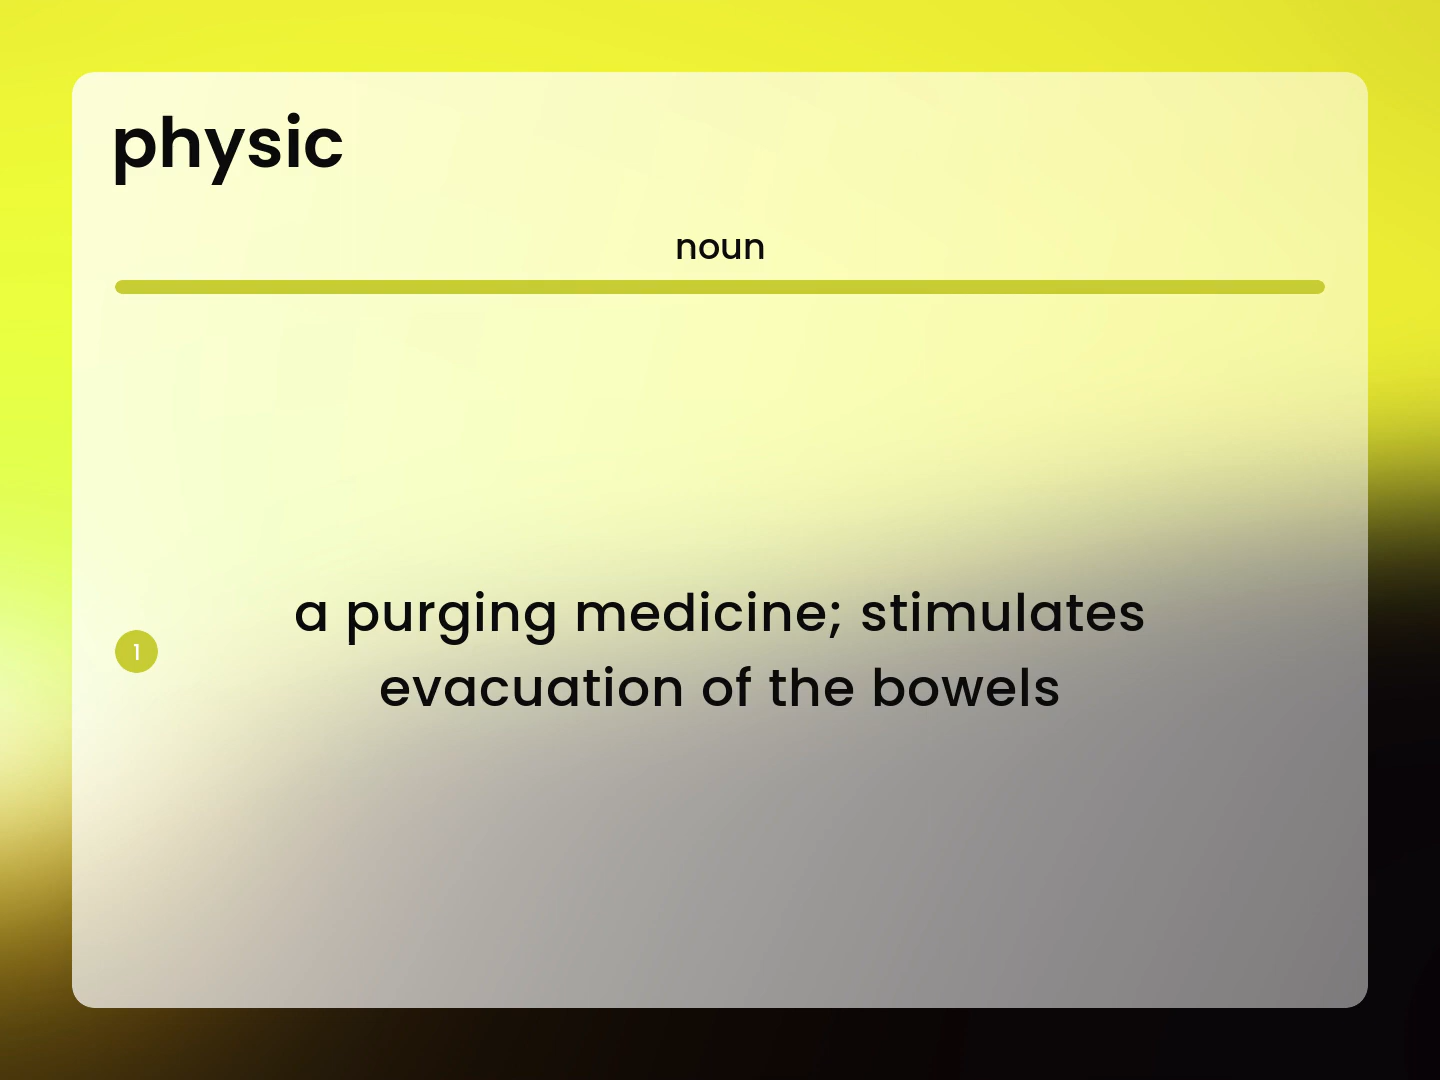 physic
noun
1
a purging medicine; stimulates
evacuation of the bowels